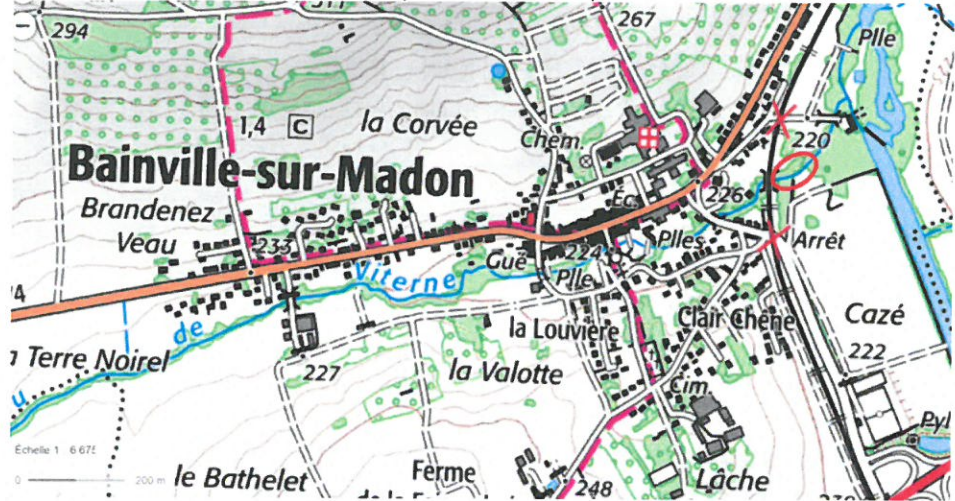 311
267
294
Plle
1,4 C
la Corvée
Chem.
220
Bainville-sur-Madon
Éc.
226
Brandenez
Veau
233
Gué
224
Plles
Arrêt
Viterne
Plle
de
la Louvière
Clair Chêne
Cazé
Terre Noirel
227
la Valotte
222
Cim.
Échelle 1 : 6 675
0 200 m
le Bathelet
Ferme
248
Lâche